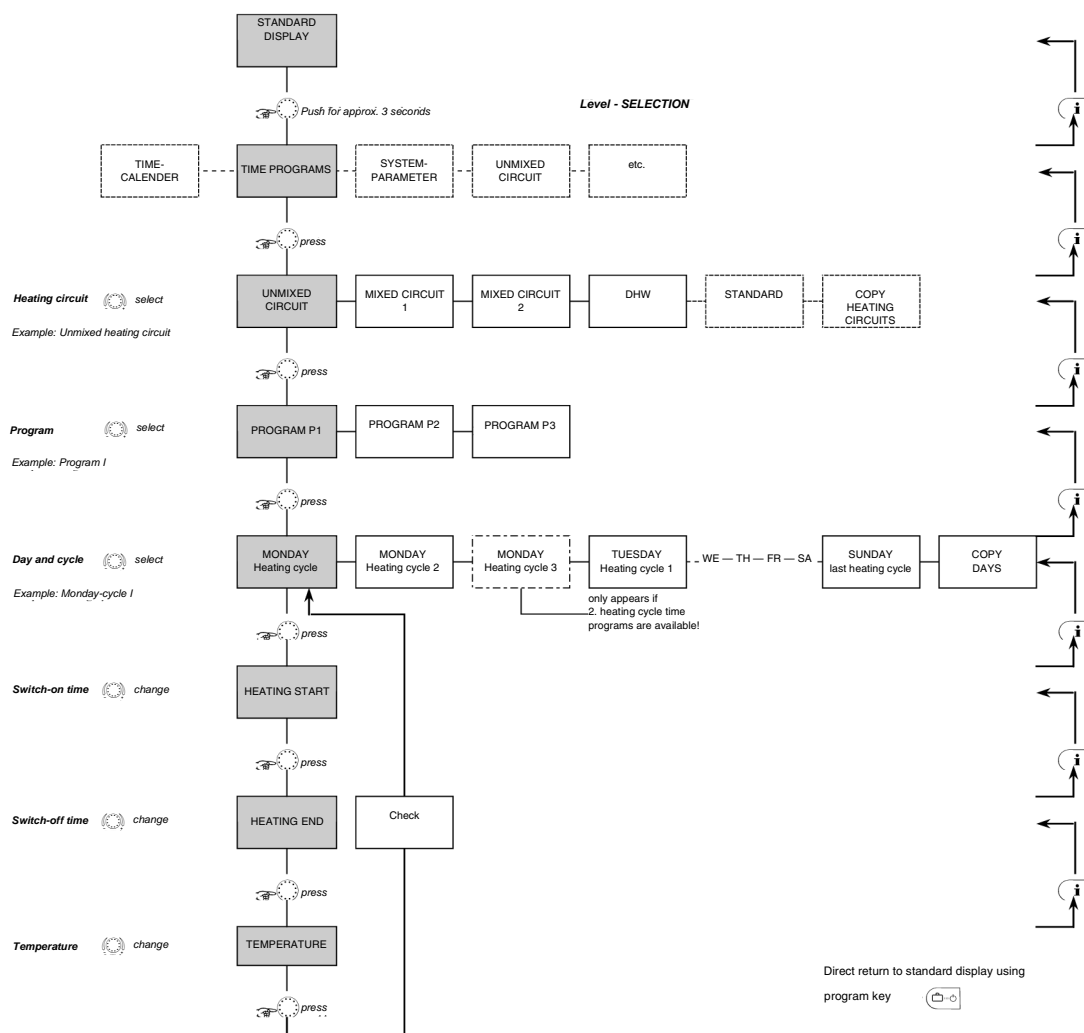 STANDARD
DISPLAY
Push for approx. 3 seconds
Level - SELECTION
i
TIME-
CALENDER
TIME PROGRAMS
SYSTEM-
PARAMETER
UNMIXED
CIRCUIT
etc.
press
i
Heating circuit
select
Example: Unmixed heating circuit
UNMIXED
CIRCUIT
MIXED CIRCUIT
1
MIXED CIRCUIT
2
DHW
STANDARD
COPY
HEATING
CIRCUITS
press
i
Program
select
Example: Program I
PROGRAM P1
PROGRAM P2
PROGRAM P3
press
i
Day and cycle
select
Example: Monday-cycle I
MONDAY
Heating cycle
MONDAY
Heating cycle 2
MONDAY
Heating cycle 3
TUESDAY
Heating cycle 1
WE — TH — FR — SA
SUNDAY
last heating cycle
COPY
DAYS
only appears if
2. heating cycle time
programs are available!
press
i
Switch-on time
change
HEATING START
press
i
Switch-off time
change
HEATING END
Check
press
i
Temperature
change
TEMPERATURE
press
Direct return to standard display using
program key